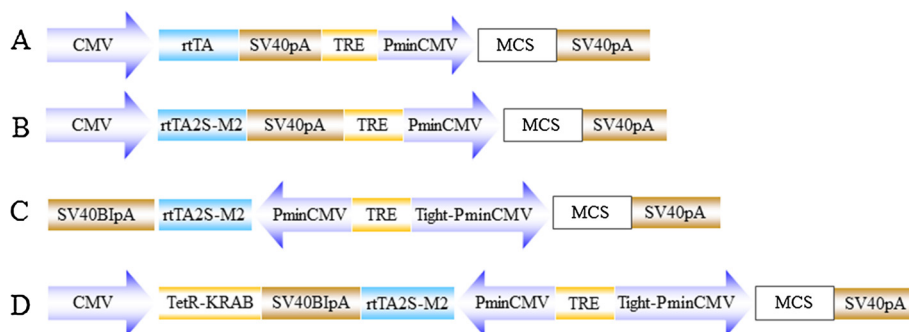 A CMV rtTA SV40pA TRE PminCMV MCS SV40pA
B CMV rtTA2S-M2 SV40pA TRE PminCMV MCS SV40pA
C SV40BIpA rtTA2S-M2 PminCMV TRE Tight-PminCMV MCS SV40pA
D CMV TetR-KRAB SV40BIpA rtTA2S-M2 PminCMV TRE Tight-PminCMV MCS SV40pA